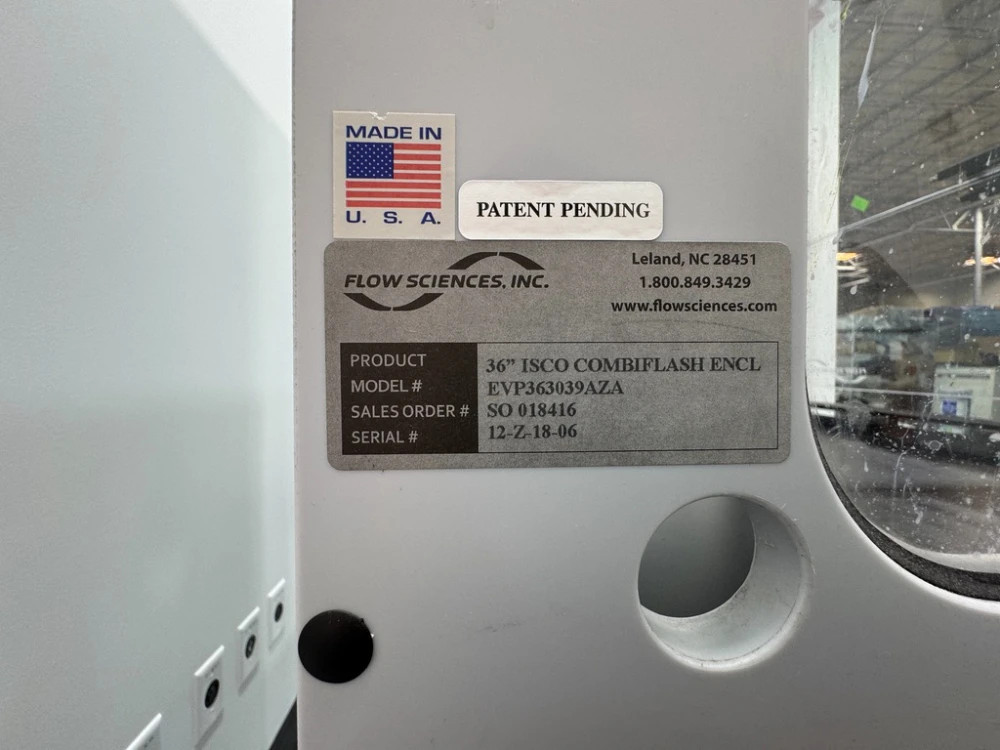 MADE IN
U. S. A.
PATENT PENDING
FLOW SCIENCES, INC.
Leland, NC 28451
1.800.849.3429
www.flowsciences.com
PRODUCT 36” ISCO COMBIFLASH ENCL
MODEL # EVP363039AZA
SALES ORDER # SO 018416
SERIAL # 12-Z-18-06